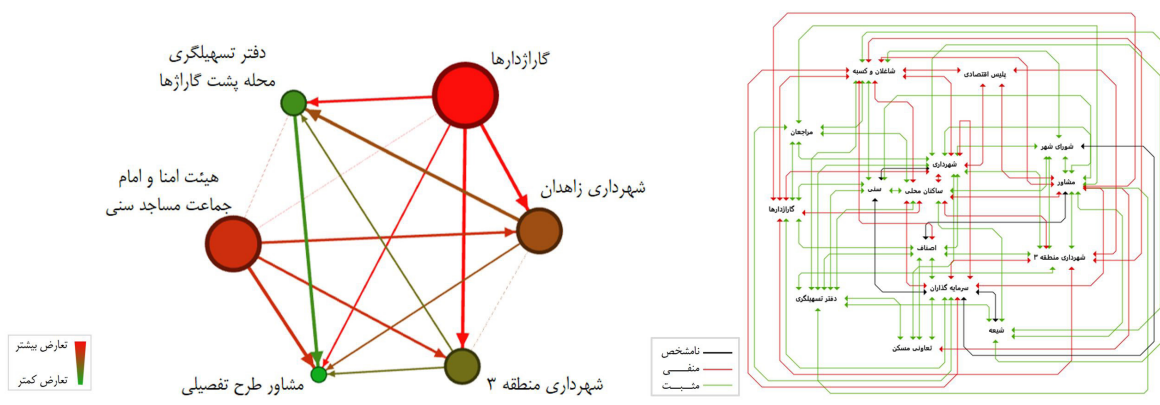 دفتر تسهیلگری
محله پشت گاراژها
گاراژدارها
هیئت امنا و امام
جماعت مساجد سنی
شهرداری زاهدان
مشاور طرح تفصیلی
شهرداری منطقه ۳
تعارض بیشتر
تعارض کمتر
شاغلان و کسبه
پلیس اقتصادی
مراجعان
شورای شهر
شهرداری
مشاور
سنی
ساکنان محلی
گاراژدارها
اصناف
شهرداری منطقه ۳
سرمایه گذاران
دفتر تسهیلگری
شیعه
تعاونی مسکن
نامشخص
منفــــی
مثـــبــت